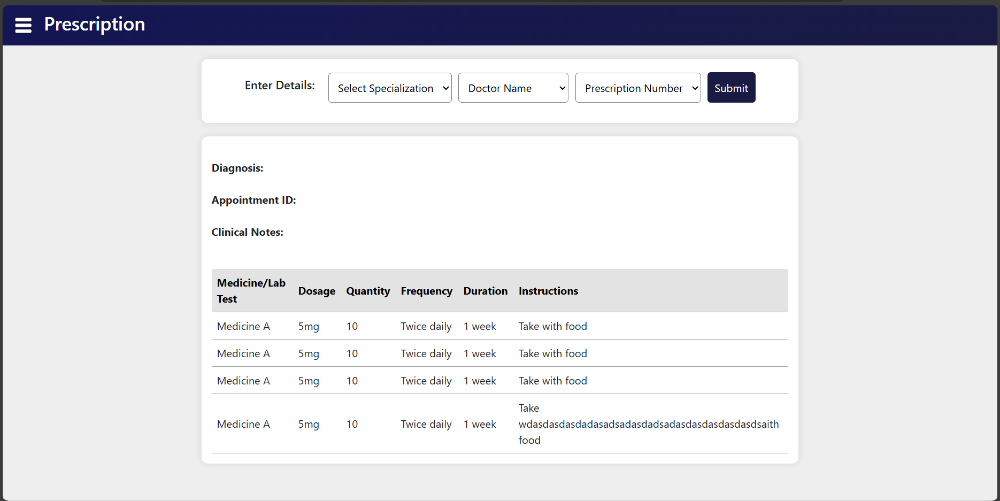 Prescription
Enter Details: Select Specialization Doctor Name Prescription Number Submit
Diagnosis:
Appointment ID:
Clinical Notes:
Medicine/Lab Test Dosage Quantity Frequency Duration Instructions
Medicine A 5mg 10 Twice daily 1 week Take with food
Medicine A 5mg 10 Twice daily 1 week Take with food
Medicine A 5mg 10 Twice daily 1 week Take with food
Medicine A 5mg 10 Twice daily 1 week Take
wdasdasdasdadasadsadasdadsadasdasdasdasdasdsaith
food